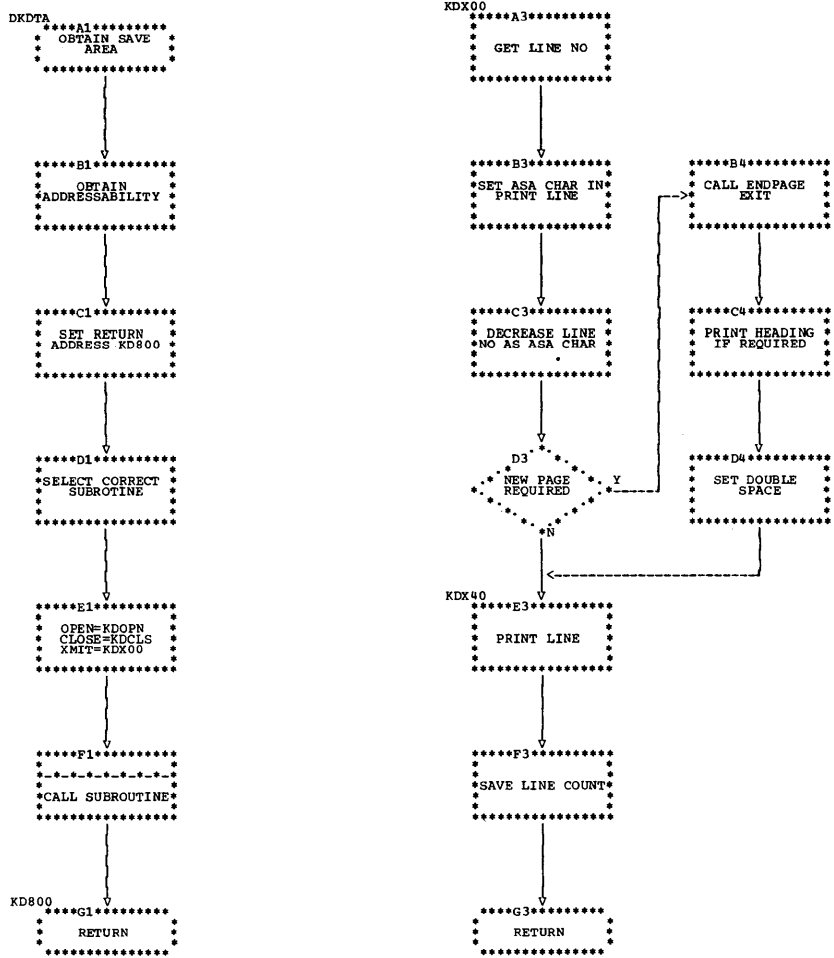 DKDTA
A1
OBTAIN SAVE
AREA
B1
OBTAIN
ADDRESSABILITY
C1
SET RETURN
ADDRESS KD800
D1
SELECT CORRECT
SUBROTINE
E1
OPEN=KDOPN
CLOSE=KDCLS
XMIT=KDX00
F1
CALL SUBROUTINE
KD800
G1
RETURN
KDX00
A3
GET LINE NO
B3
SET ASA CHAR IN
PRINT LINE
C3
DECREASE LINE
NO AS ASA CHAR
D3
NEW PAGE
REQUIRED
Y
N
B4
CALL ENDPAGE
EXIT
C4
PRINT HEADING
IF REQUIRED
D4
SET DOUBLE
SPACE
KDX40
E3
PRINT LINE
F3
SAVE LINE COUNT
G3
RETURN